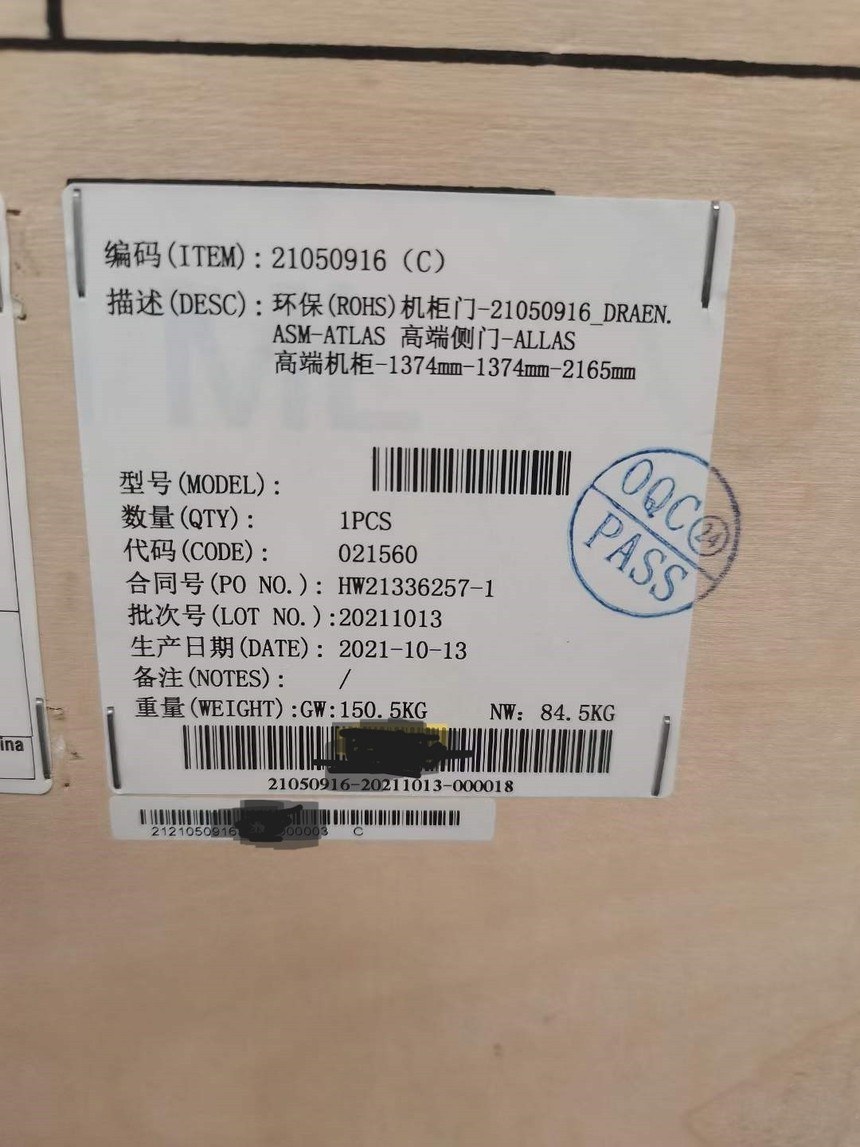 编码(ITEM): 21050916 (C)
描述(DESC): 环保(ROHS)机柜门-21050916_DRAEN.
ASM-ATLAS 高端侧门-ALLAS
高端机柜-1374mm-1374mm-2165mm
型号(MODEL):
数量(QTY): 1PCS
代码(CODE): 021560
合同号(PO NO.): HW21336257-1
批次号(LOT NO.):20211013
生产日期(DATE): 2021-10-13
备注(NOTES): /
重量(WEIGHT):GW:150.5KG NW: 84.5KG
21050916-20211013-000018
2121050916 000003 C
OQC 24
PASS
ina